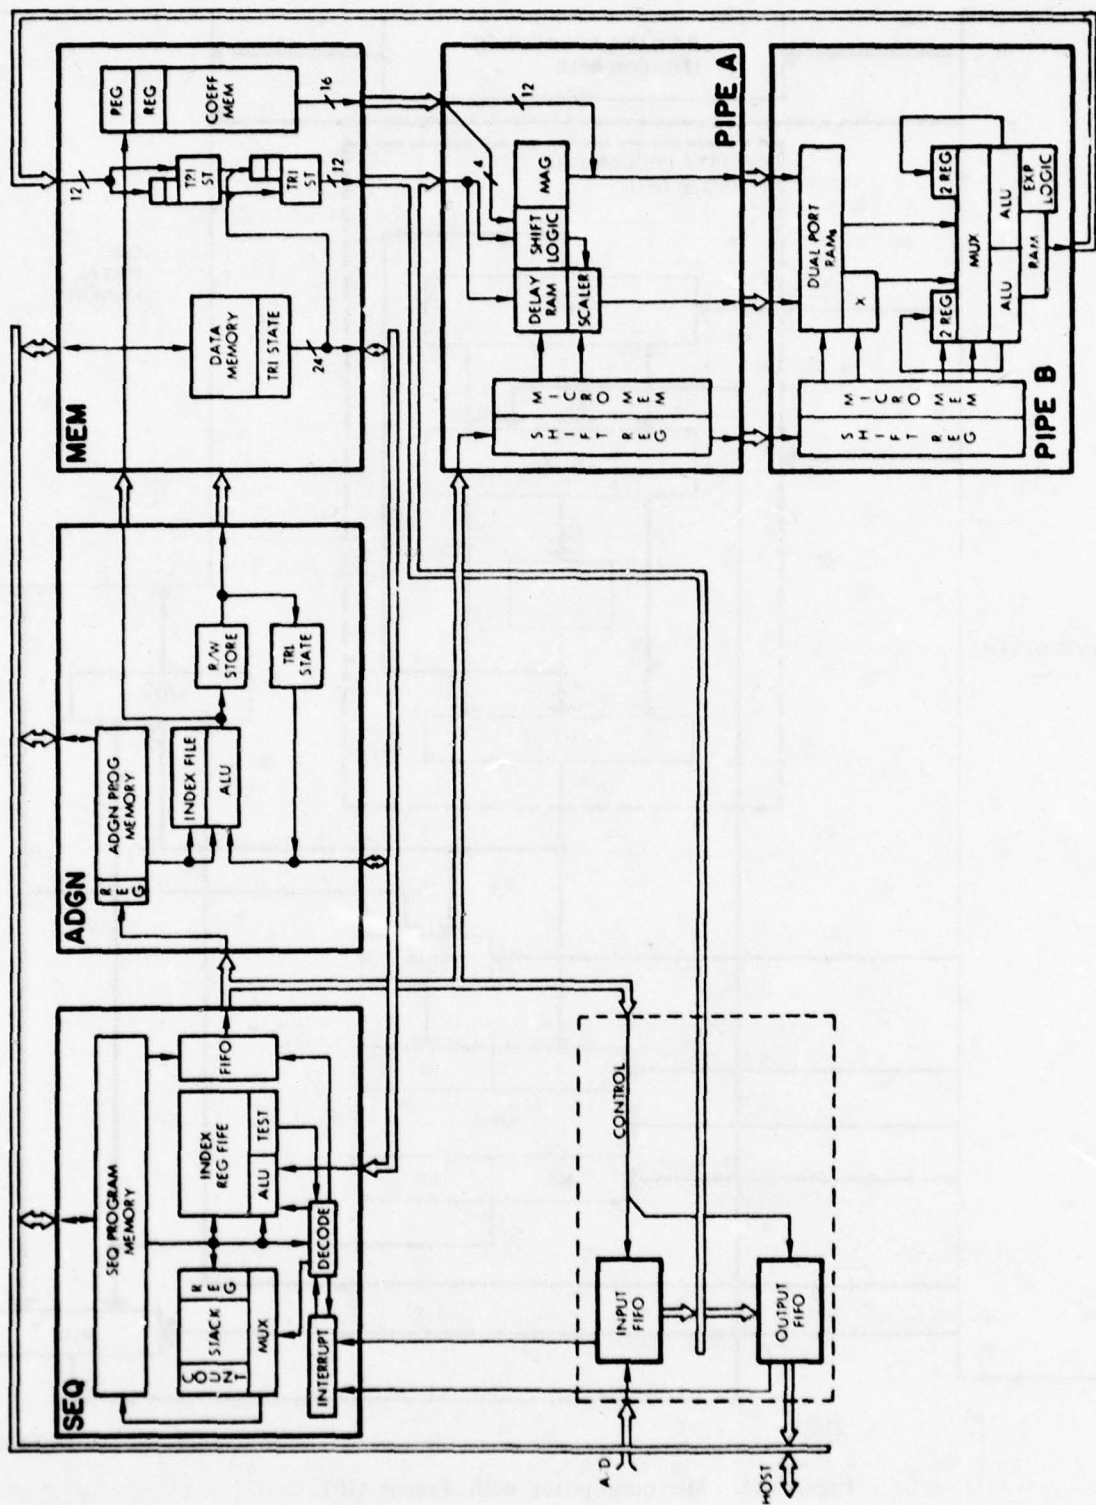 SEQ
SEQ PROGRAM
MEMORY
COUNT
STACK
REG
MUX
INDEX
REG FIFE
ALU
TEST
FIFO
INTERRUPT
DECODE
ADGN
REG
ADGN PROG
MEMORY
INDEX FILE
ALU
R/W
STORE
TRI
STATE
MEM
DATA
MEMORY
TRI STATE
24
12
TRI
ST
TRI
ST
12
REG
REG
COEFF
MEM
16
A-D
HOST
INPUT
FIFO
OUTPUT
FIFO
CONTROL
SHIFT REG
MICRO MEM
DELAY
RAM
SHIFT
LOGIC
MAG
SCALER
4
12
PIPE A
SHIFT REG
MICRO MEM
DUAL PORT
RAMs
X
2 REG
2 REG
MUX
ALU
ALU
RAM
EXP
LOGIC
PIPE B